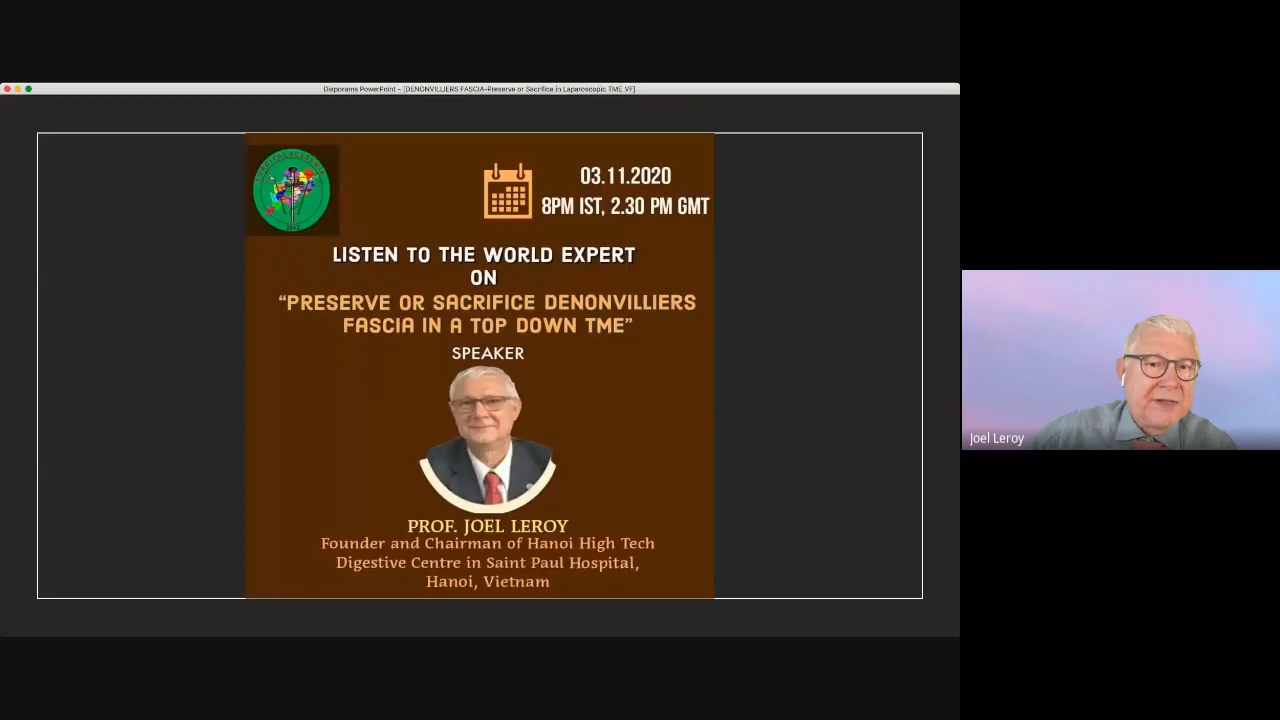 Diaporama PowerPoint - [DENONVILLIERS FASCIA-Preserve or Sacrifice in Laparoscopic TME VF]
2012
03.11.2020
8PM IST, 2.30 PM GMT
LISTEN TO THE WORLD EXPERT
ON
“PRESERVE OR SACRIFICE DENONVILLIERS
FASCIA IN A TOP DOWN TME”
SPEAKER
PROF. JOEL LEROY
Founder and Chairman of Hanoi High Tech
Digestive Centre in Saint Paul Hospital,
Hanoi, Vietnam
Joel Leroy